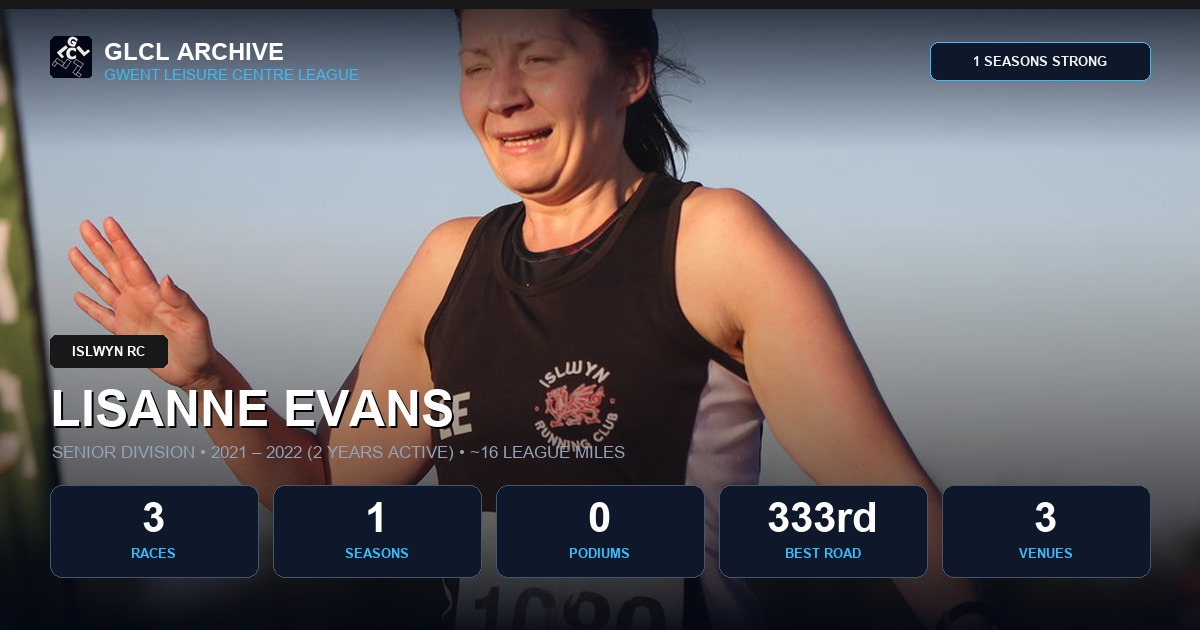 GLCL ARCHIVE
GWENT LEISURE CENTRE LEAGUE
1 SEASONS STRONG
ISLWYN RC
ISLWYN
RUNNING CLUB
LISANNE EVANS
SENIOR DIVISION • 2021 – 2022 (2 YEARS ACTIVE) • ~16 LEAGUE MILES
3
RACES
1
SEASONS
0
PODIUMS
333rd
BEST ROAD
3
VENUES
1080